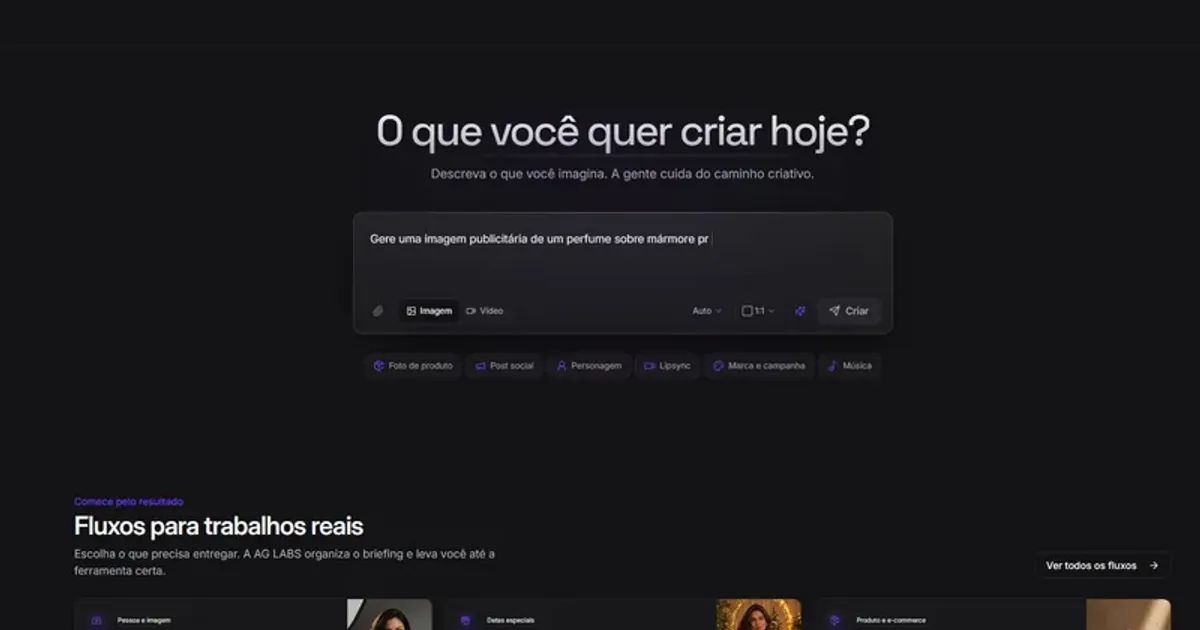 O que você quer criar hoje?
Descreva o que você imagina. A gente cuida do caminho criativo.
Gere uma imagem publicitária de um perfume sobre mármore pr
Imagem Vídeo Auto 1:1 Criar
Foto de produto Post social Personagem Lipsync Marca e campanha Música
Comece pelo resultado
Fluxos para trabalhos reais
Escolha o que precisa entregar. A AG LABS organiza o briefing e leva você até a
ferramenta certa.
Ver todos os fluxos
Pessoa e imagem Datas especiais Produto e e-commerce